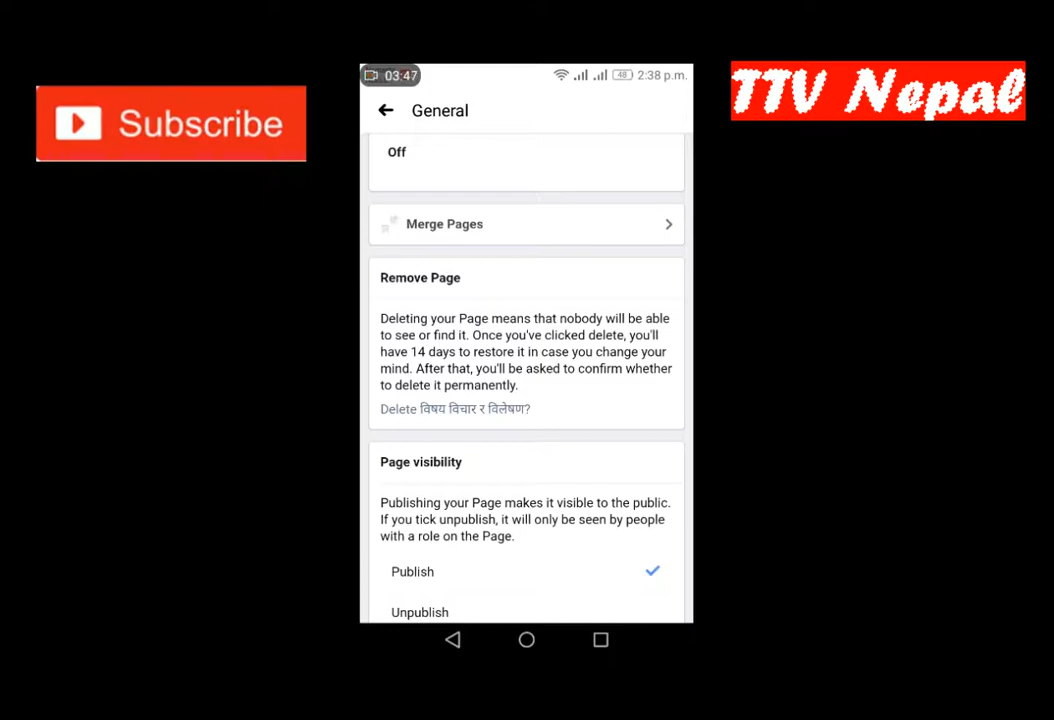 Subscribe
TTV Nepal
03:47
48
2:38 p.m.
General
Off
Merge Pages
Remove Page
Deleting your Page means that nobody will be able
to see or find it. Once you've clicked delete, you'll
have 14 days to restore it in case you change your
mind. After that, you'll be asked to confirm whether
to delete it permanently.
Delete विषय विचार र विलेषण?
Page visibility
Publishing your Page makes it visible to the public.
If you tick unpublish, it will only be seen by people
with a role on the Page.
Publish
Unpublish